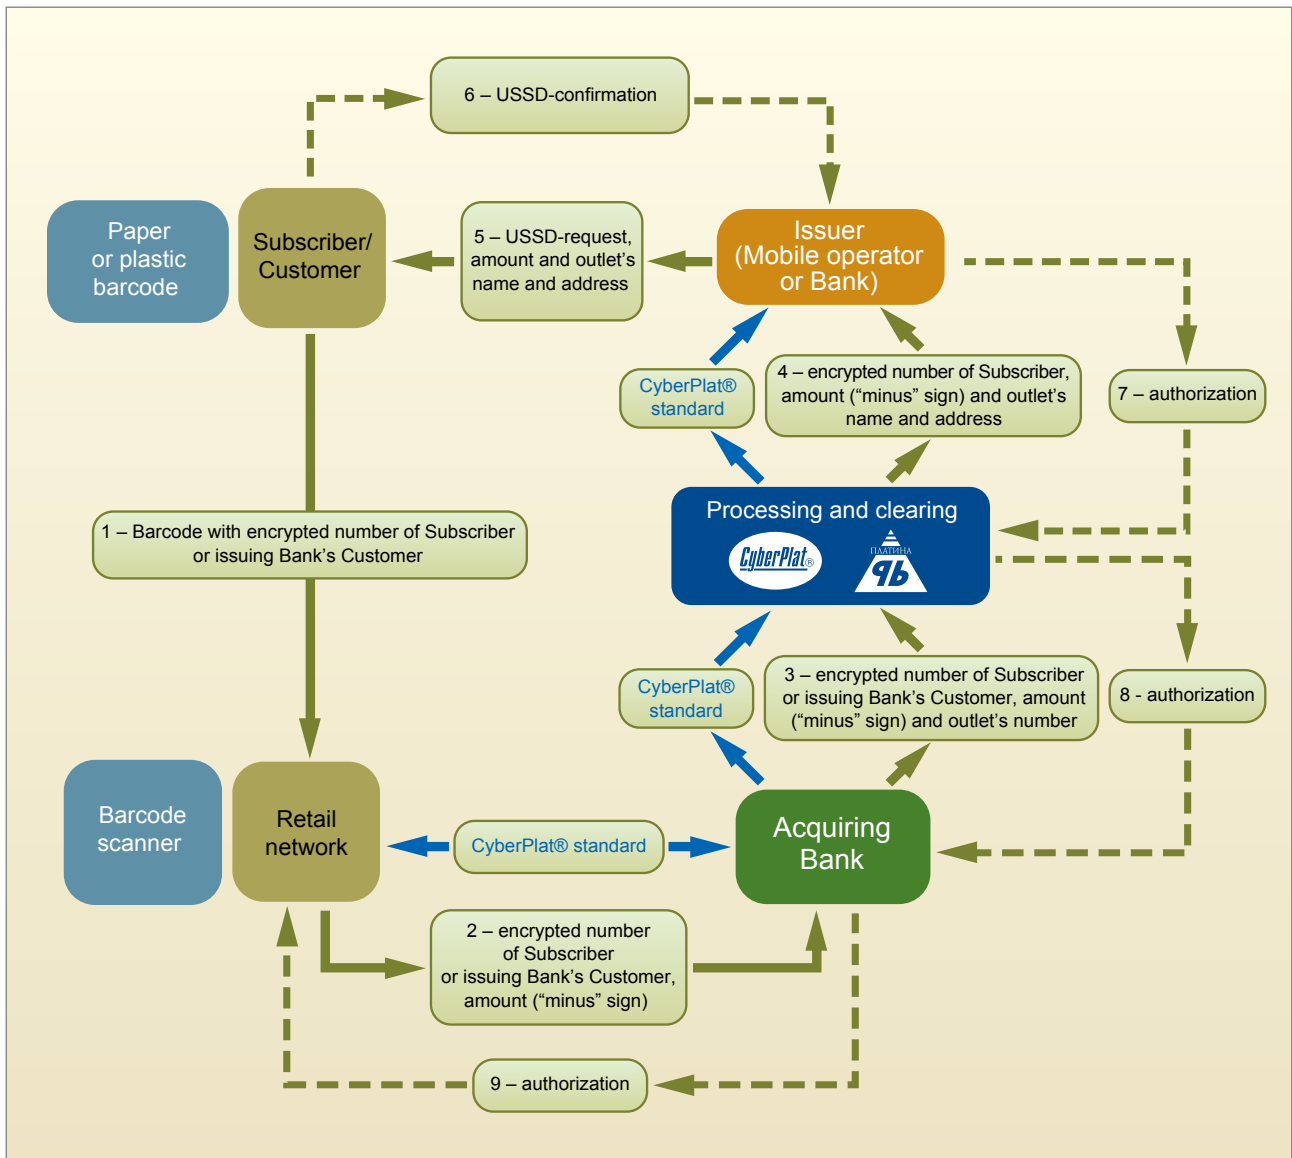 6 – USSD-confirmation
Paper
or plastic
barcode
Subscriber/
Customer
5 – USSD-request,
amount and outlet's
name and address
Issuer
(Mobile operator
or Bank)
CyberPlat®
standard
4 – encrypted number of Subscriber,
amount (“minus” sign) and outlet's
name and address
7 – authorization
1 – Barcode with encrypted number of Subscriber
or issuing Bank's Customer
Processing and clearing
CyberPlat®
ПЛАТИНА
pb
CyberPlat®
standard
3 – encrypted number of Subscriber
or issuing Bank's Customer, amount
(“minus” sign) and outlet's number
8 - authorization
Barcode
scanner
Retail
network
CyberPlat® standard
Acquiring
Bank
2 – encrypted number
of Subscriber
or issuing Bank's Customer,
amount (“minus” sign)
9 – authorization